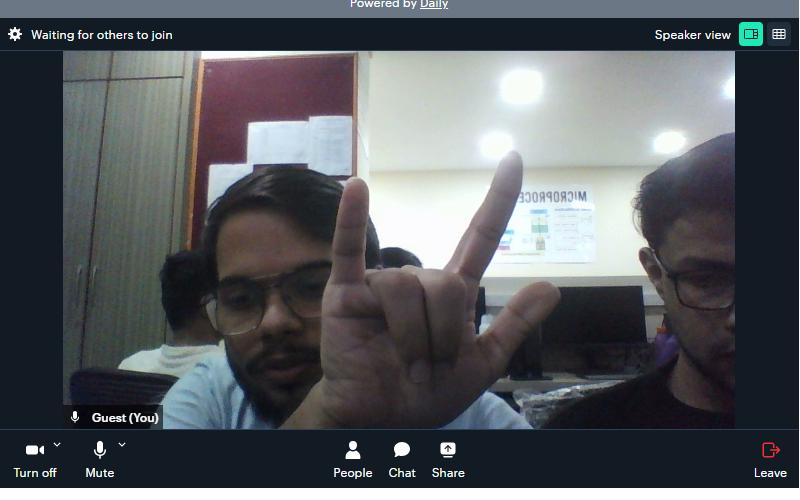 Powered by Daily
Waiting for others to join
Speaker view
MICROPROCE
Guest (You)
Turn off
Mute
People
Chat
Share
Leave